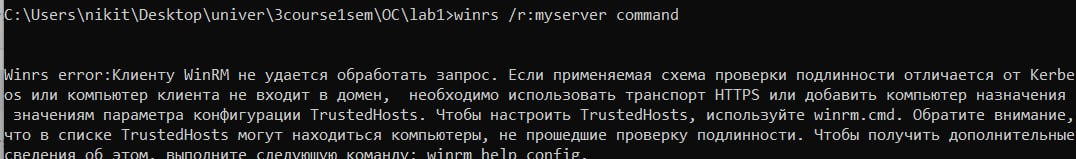 C:\Users\nikit\Desktop\univer\3course1sem\OC\lab1>winrs /r:myserver command
Winrs error:Клиенту WinRM не удается обработать запрос. Если применяемая схема проверки подлинности отличается от Kerbe
os или компьютер клиента не входит в домен,  необходимо использовать транспорт HTTPS или добавить компьютер назначения
значениям параметра конфигурации TrustedHosts. Чтобы настроить TrustedHosts, используйте winrm.cmd. Обратите внимание,
что в списке TrustedHosts могут находиться компьютеры, не прошедшие проверку подлинности. Чтобы получить дополнительные
сведения об этом, выполните следующую команду: winrm help config.